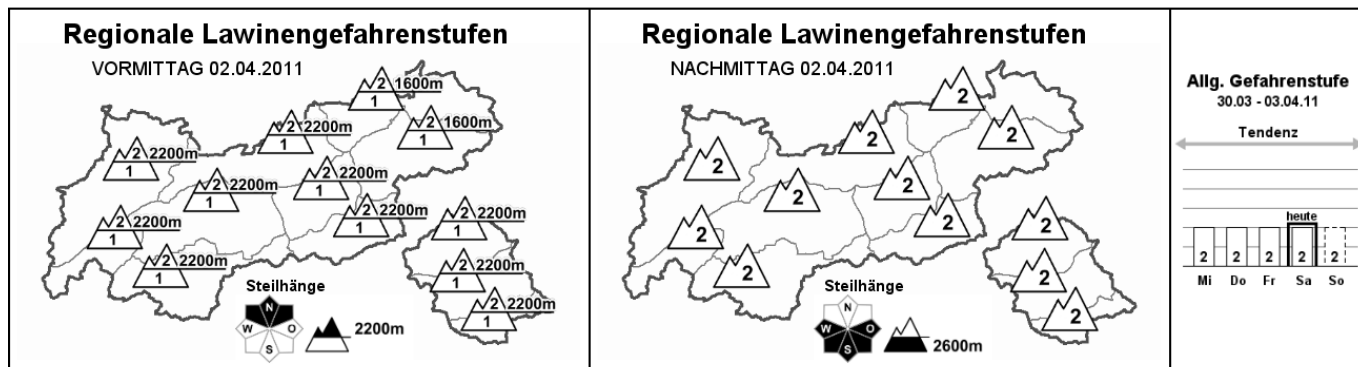 Regionale Lawinengefahrenstufen
VORMITTAG 02.04.2011
2 1600m
1
2 2200m
1
2 1600m
1
2 2200m
1
2 2200m
1
2 2200m
1
2 2200m
1
2 2200m
1
2 2200m
1
2 2200m
1
2 2200m
1
2 2200m
1
Steilhänge
N
W O
S
2200m
Regionale Lawinengefahrenstufen
NACHMITTAG 02.04.2011
2
2
2
2
2
2
2
2
2
2
2
2
Steilhänge
N
W O
S
2600m
Allg. Gefahrenstufe
30.03 - 03.04.11
Tendenz
heute
2 2 2 2 2
Mi Do Fr Sa So